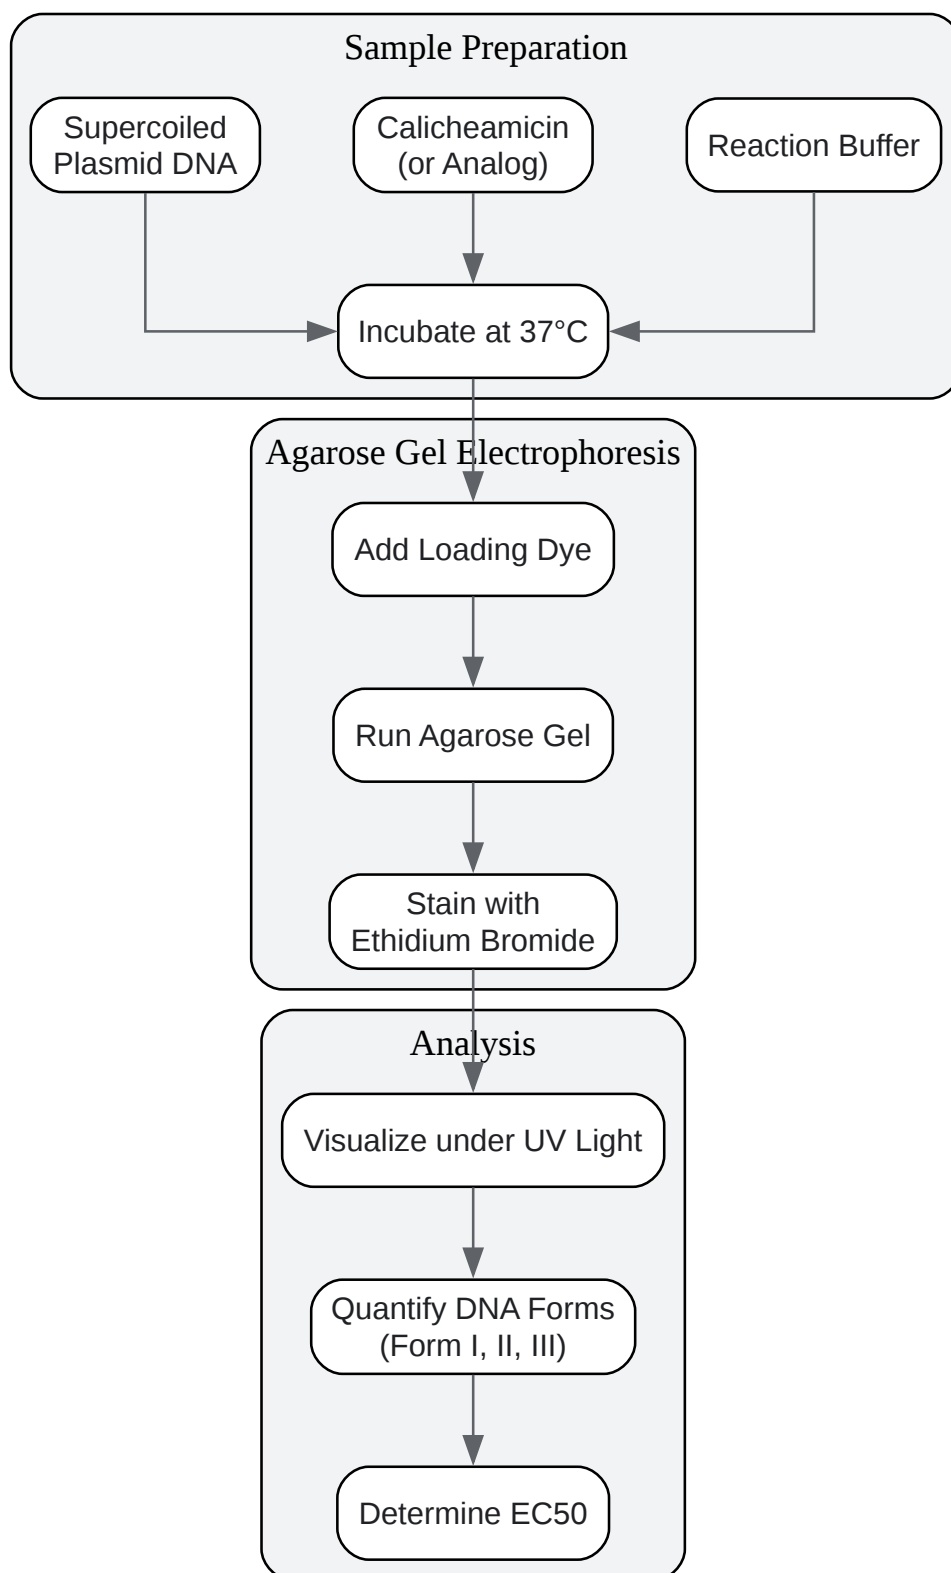 Sample Preparation
Supercoiled
Plasmid DNA
Calicheamicin
(or Analog)
Reaction Buffer
Incubate at 37°C
Agarose Gel Electrophoresis
Add Loading Dye
Run Agarose Gel
Stain with
Ethidium Bromide
Analysis
Visualize under UV Light
Quantify DNA Forms
(Form I, II, III)
Determine EC50